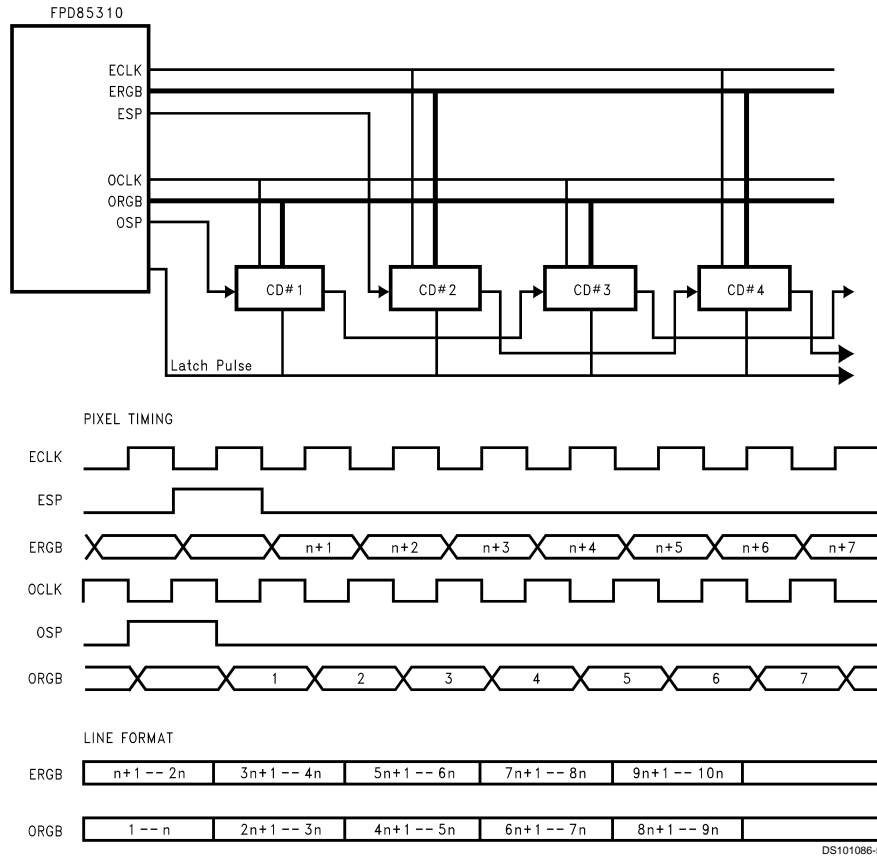 FPD85310
ECLK
ERGB
ESP
OCLK
ORGB
OSP
CD#1 CD#2 CD#3 CD#4
Latch Pulse
PIXEL TIMING
ECLK
ESP
ERGB n+1 n+2 n+3 n+4 n+5 n+6 n+7
OCLK
OSP
ORGB 1 2 3 4 5 6 7
LINE FORMAT
ERGB n+1 -- 2n 3n+1 -- 4n 5n+1 -- 6n 7n+1 -- 8n 9n+1 -- 10n
ORGB 1 -- n 2n+1 -- 3n 4n+1 -- 5n 6n+1 -- 7n 8n+1 -- 9n